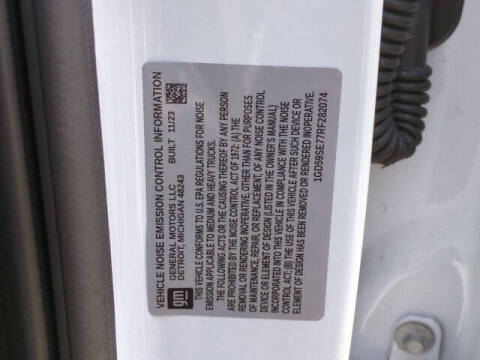 VEHICLE NOISE EMISSION CONTROL INFORMATION
GENERAL MOTORS LLC BUILT 11/23
DETROIT, MICHIGAN 48243
gm
THIS VEHICLE CONFORMS TO U.S. EPA REGULATIONS FOR NOISE
EMISSION APPLICABLE TO MEDIUM AND HEAVY TRUCKS.
THE FOLLOWING ACTS OR THE CAUSING THEREOF BY ANY PERSON
ARE PROHIBITED BY THE NOISE CONTROL ACT OF 1972: (A) THE
REMOVAL OR RENDERING INOPERATIVE, OTHER THAN FOR PURPOSES
OF MAINTENANCE, REPAIR, OR REPLACEMENT, OF ANY NOISE CONTROL
DEVICE OR ELEMENT OF DESIGN (LISTED IN THE OWNER'S MANUAL)
INCORPORATED INTO THIS VEHICLE IN COMPLIANCE WITH THE NOISE
CONTROL ACT; (B) THE USE OF THIS VEHICLE AFTER SUCH DEVICE OR
ELEMENT OF DESIGN HAS BEEN REMOVED OR RENDERED INOPERATIVE.
1GD59SE77RF282074